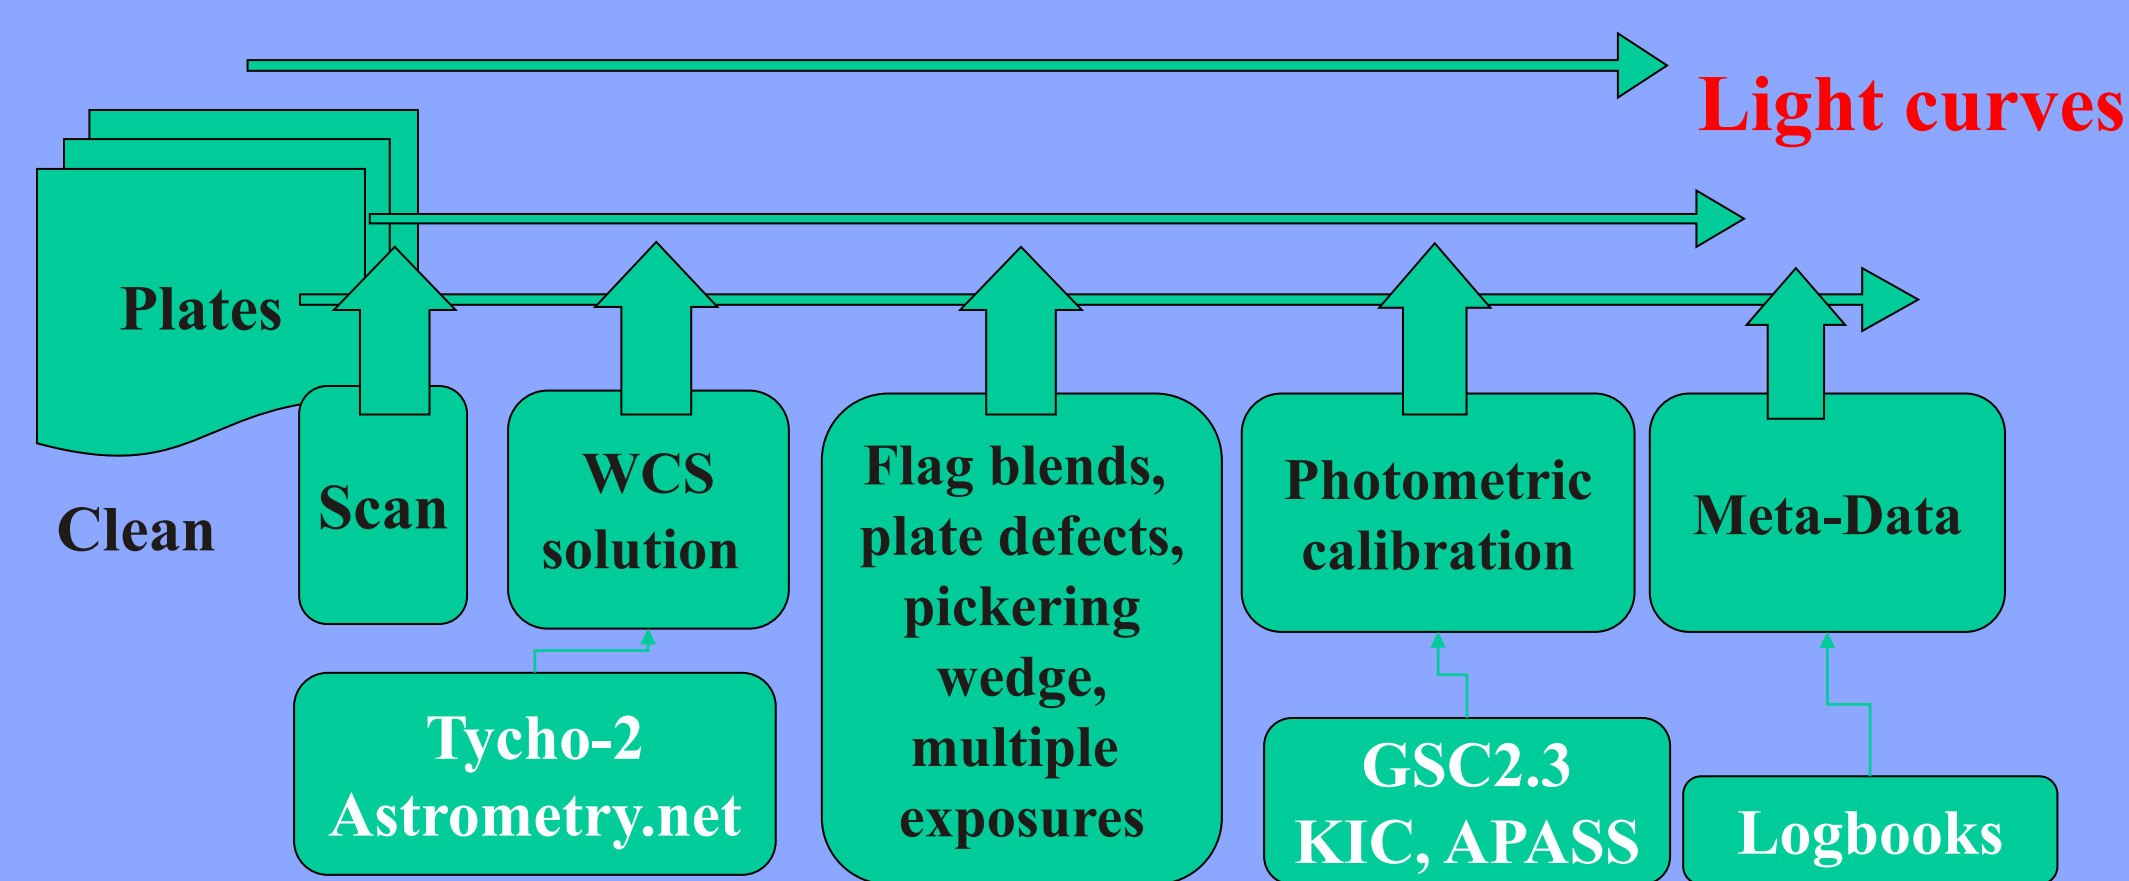 Light curves
Plates
Clean
Scan
WCS
solution
Flag blends,
plate defects,
pickering
wedge,
multiple
exposures
Photometric
calibration
Meta-Data
Tycho-2
Astrometry.net
GSC2.3
KIC, APASS
Logbooks